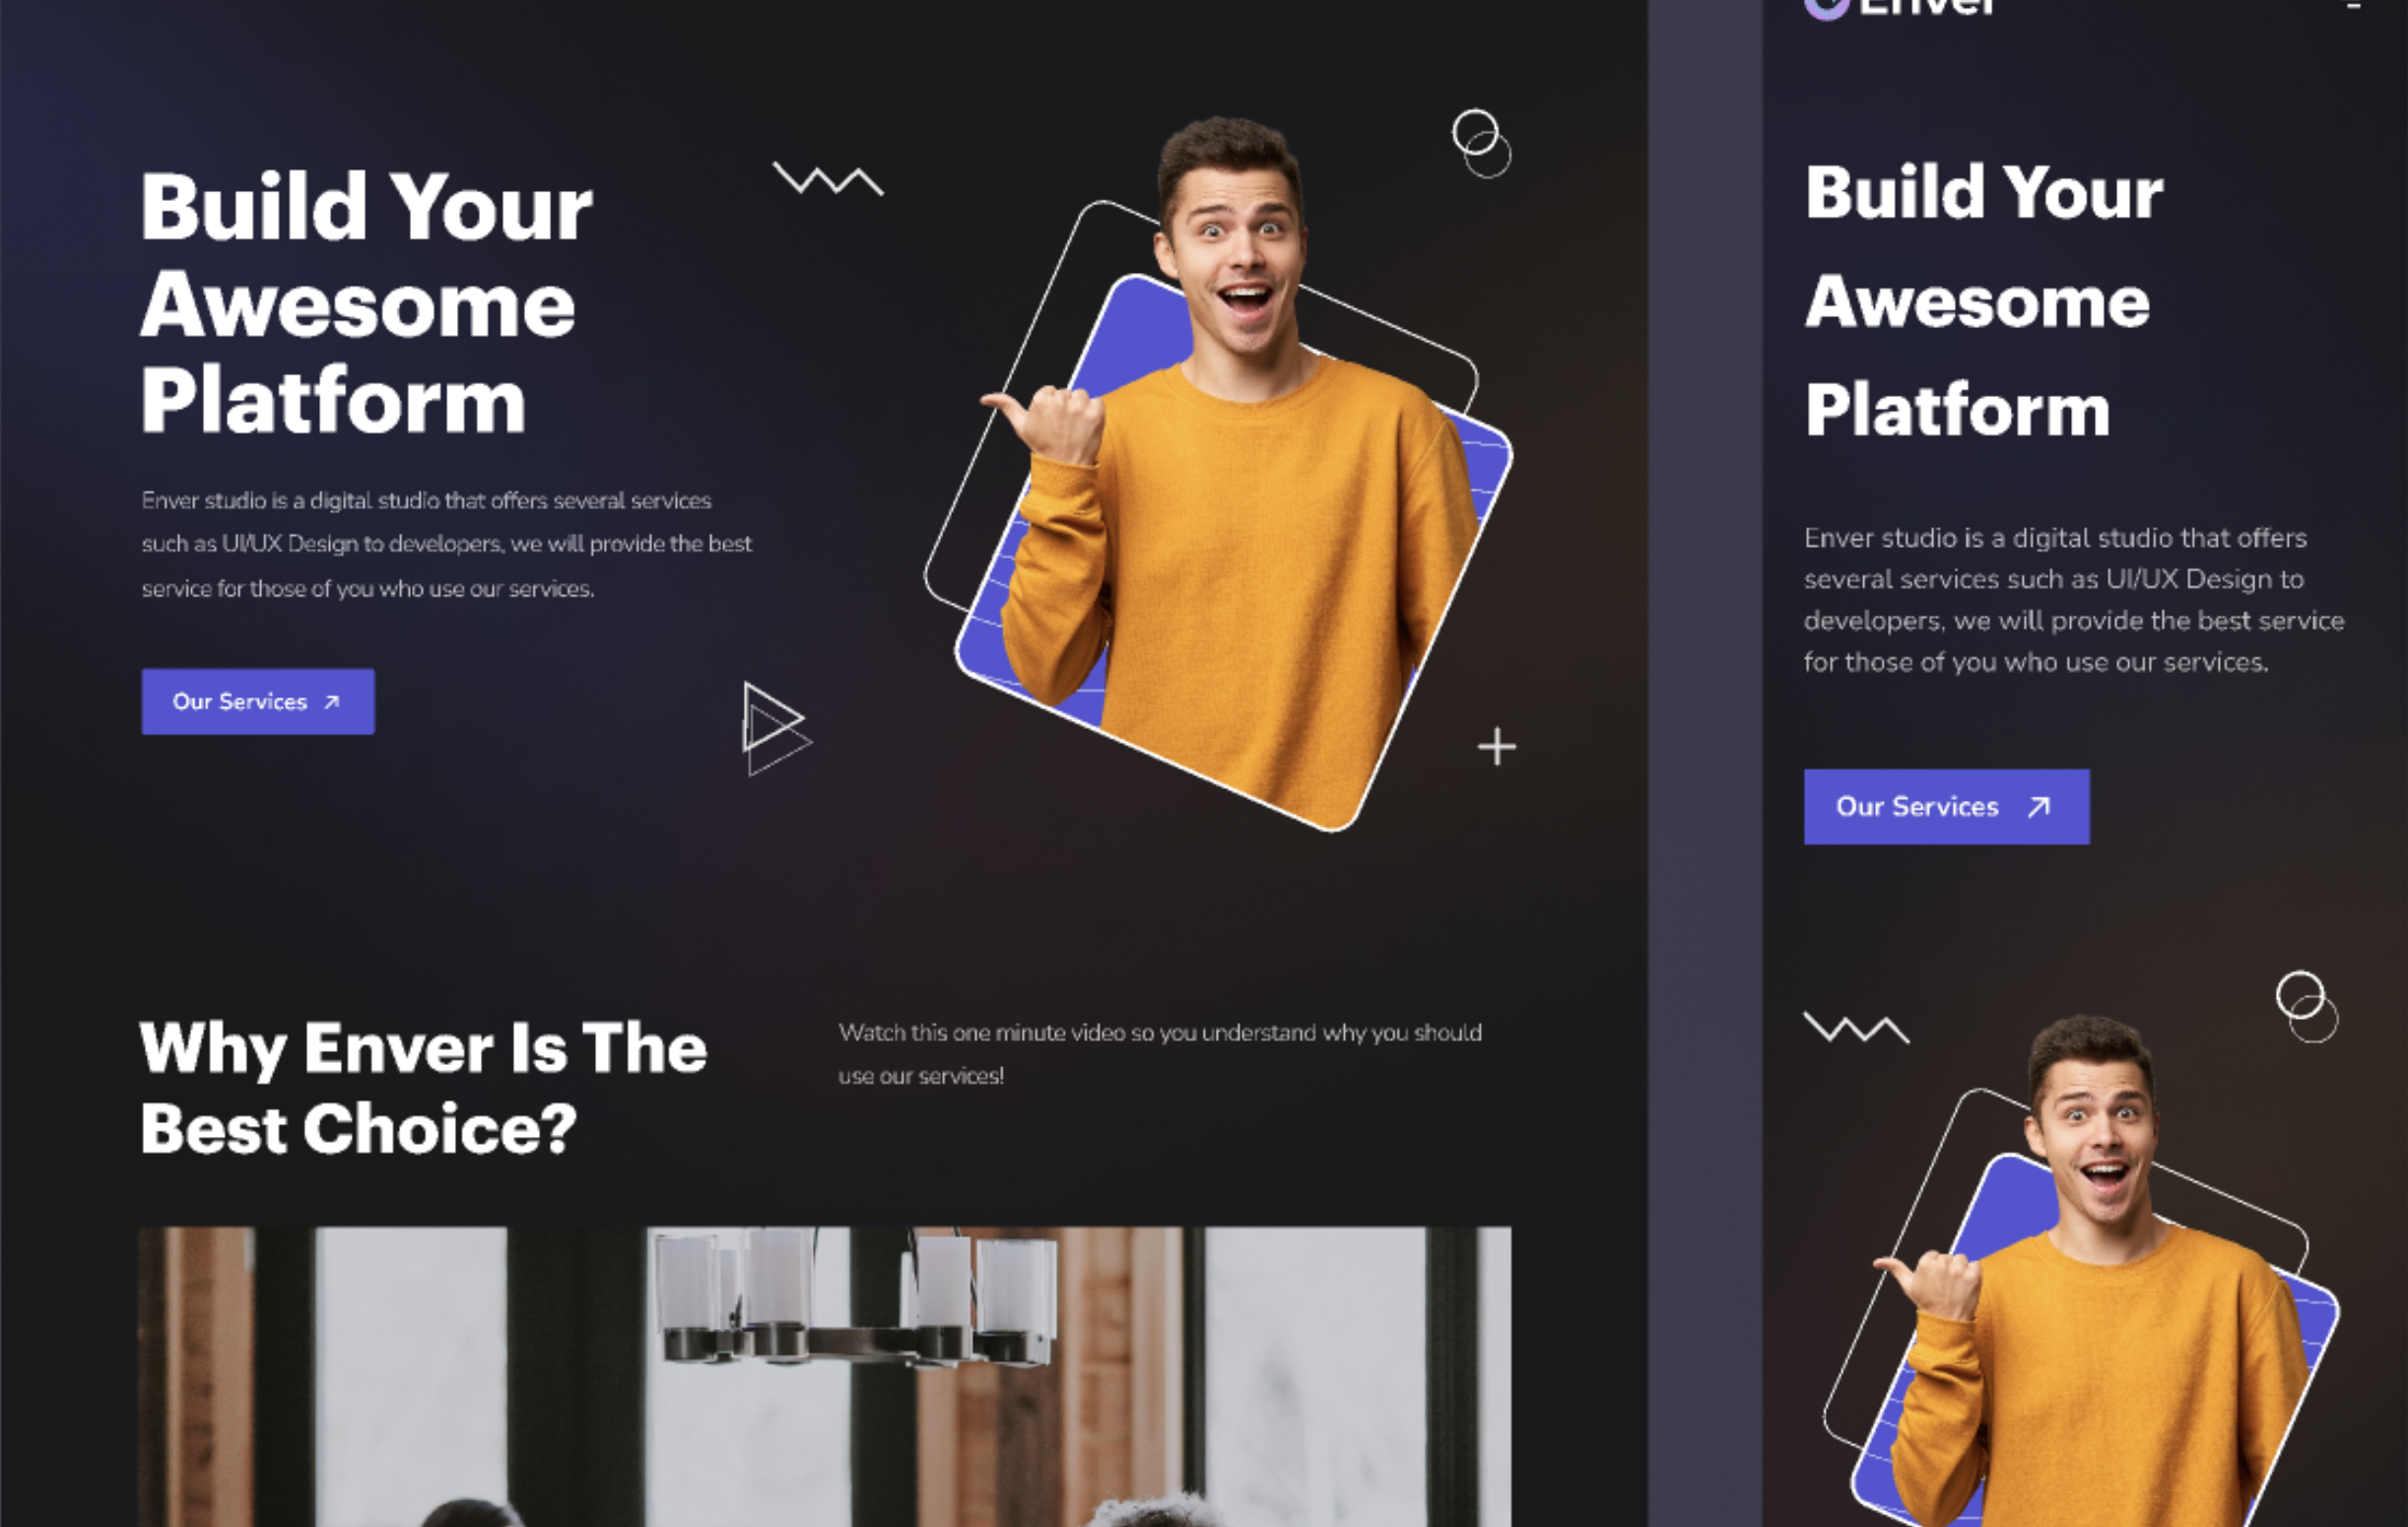 Build Your
Awesome
Platform
Enver studio is a digital studio that offers several services
such as UI/UX Design to developers, we will provide the best
service for those of you who use our services.
Our Services
Why Enver Is The
Best Choice?
Watch this one minute video so you understand why you should
use our services!
Enver
Build Your
Awesome
Platform
Enver studio is a digital studio that offers
several services such as UI/UX Design to
developers, we will provide the best service
for those of you who use our services.
Our Services